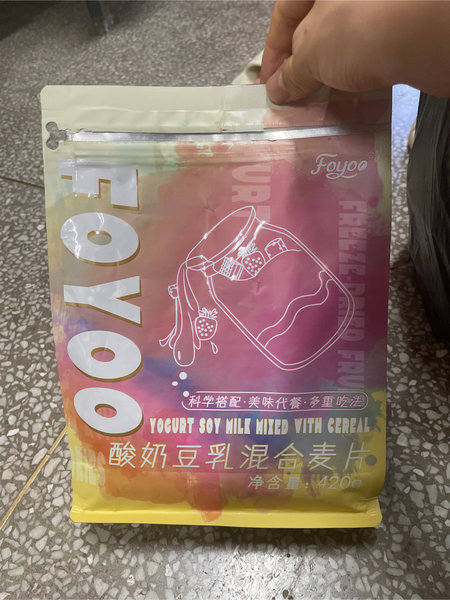 Foyoo
FOYOO
FREEZE-DRIED FRU
科学搭配·美味代餐·多重吃法
YOGURT SOY MILK MIXED WITH CEREAL
酸奶豆乳混合麦片
净含量:420g